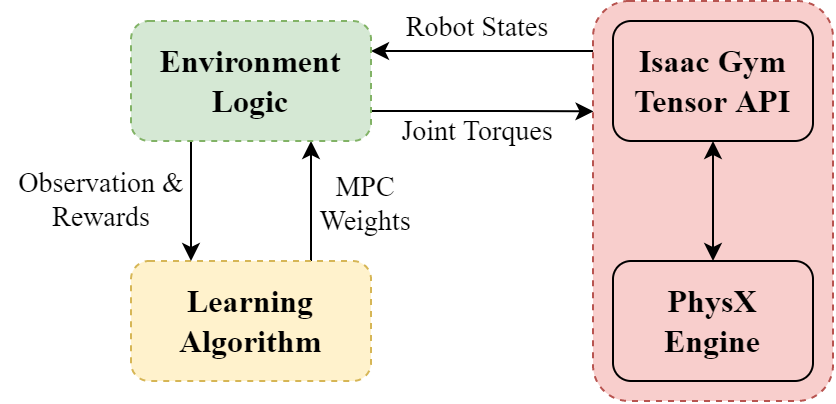 Robot States
Environment
Logic
Isaac Gym
Tensor API
Joint Torques
Observation &
Rewards
MPC
Weights
Learning
Algorithm
PhysX
Engine